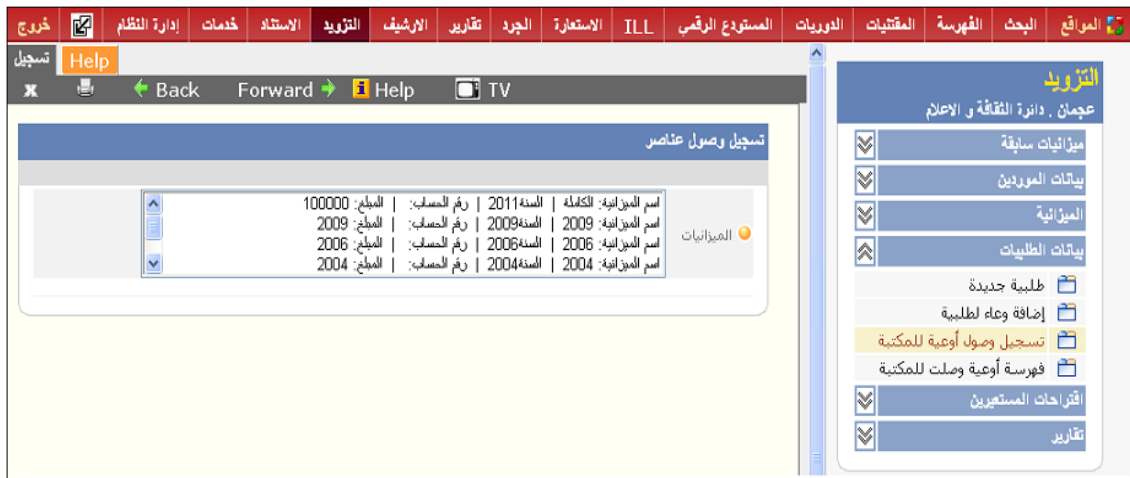 المواقع البحث الفهرسة المقتنيات الدوريات المستودع الرقمي ILL الاستعارة الجرد تقارير الارشيف التزويد الاستناد خدمات إدارة النظام خروج
تسجيل Help
Back Forward Help TV
x
التزويد
عجمان . دائرة الثقافة و الاعلام
ميزانيات سابقة
بيانات الموردين
الميزانية
بيانات الطلبيات
طلبية جديدة
إضافة وعاء لطلبية
تسجيل وصول أوعية للمكتبة
فهرسة أوعية وصلت للمكتبة
اقتراحات المستعيرين
تقارير
تسجيل وصول عناصر
الميزانيات
اسم الميزانية: الكاملة | السنة2011 | رقم الحساب: | المبلغ: 100000
اسم الميزانية: 2009 | السنة2009 | رقم الحساب: | المبلغ: 2009
اسم الميزانية: 2006 | السنة2006 | رقم الحساب: | المبلغ: 2006
اسم الميزانية: 2004 | السنة2004 | رقم الحساب: | المبلغ: 2004